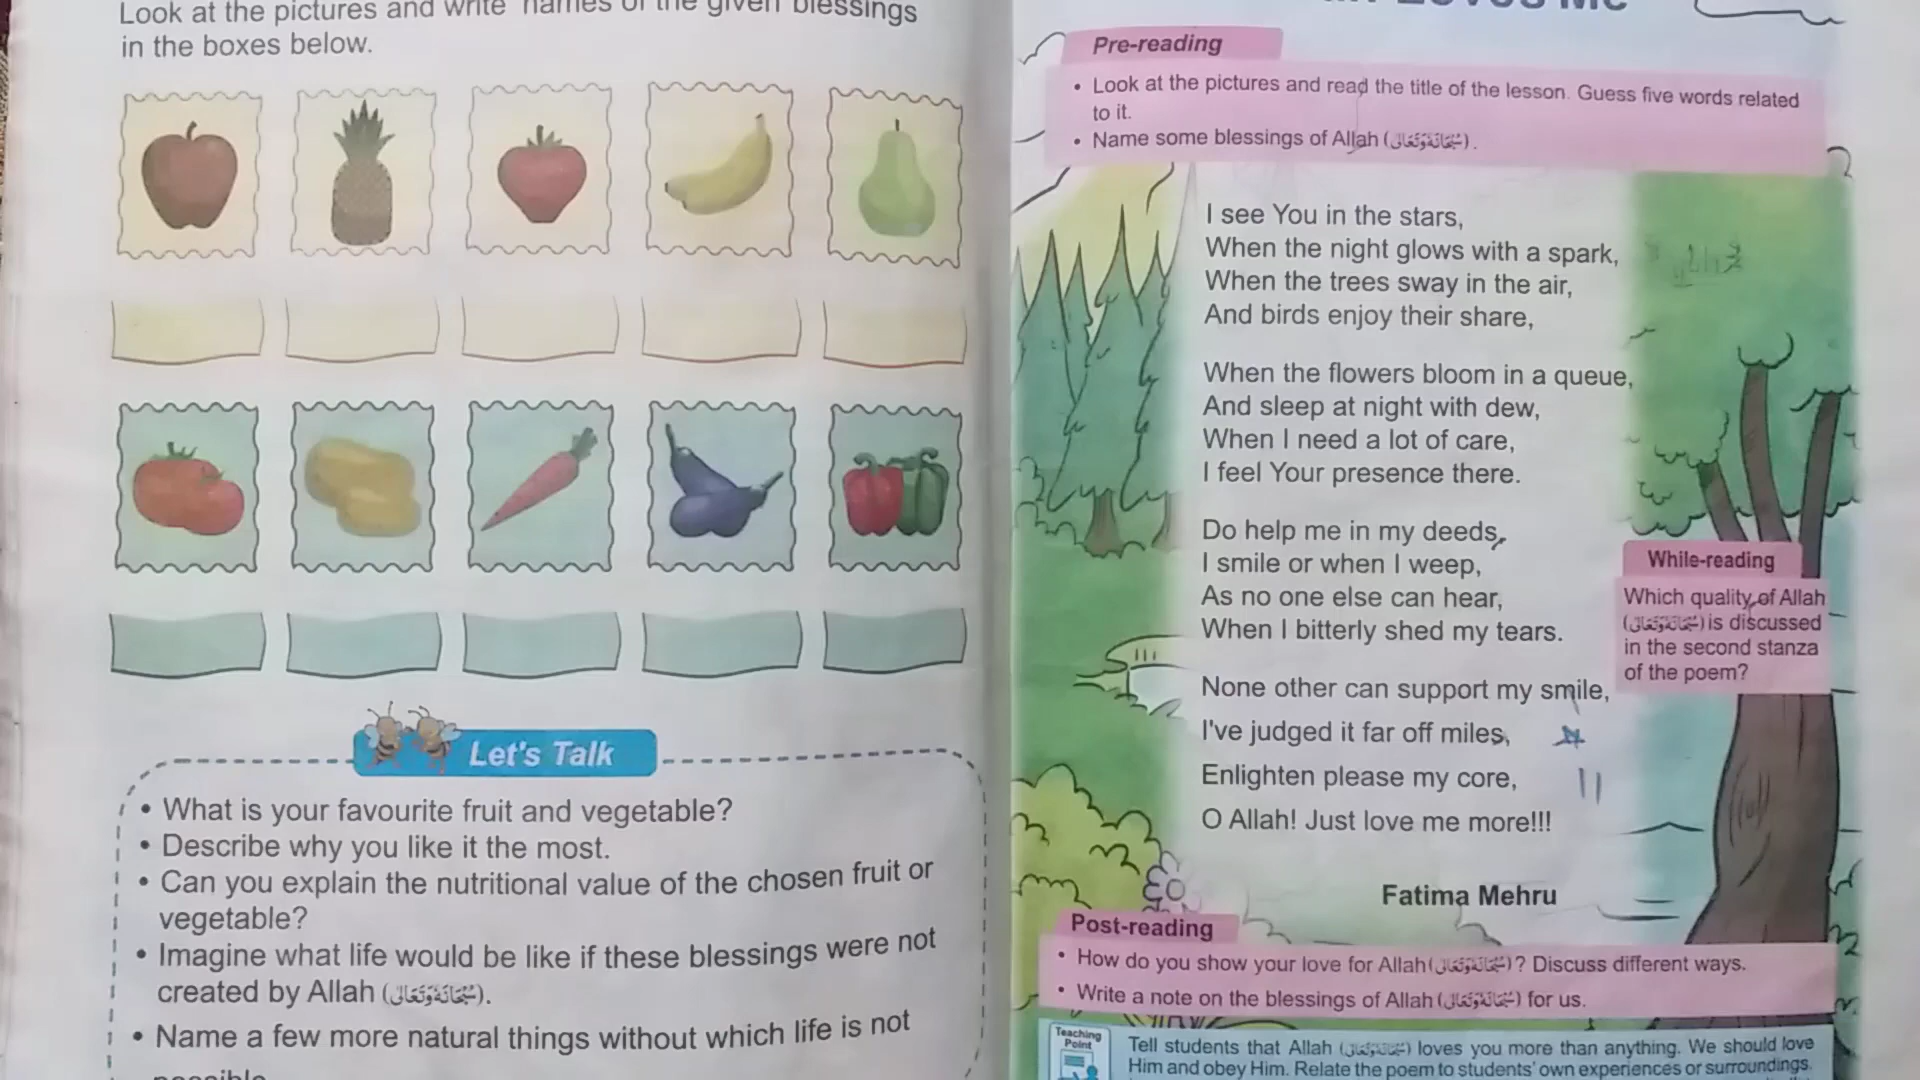 Look at the pictures and write names of the given blessings
in the boxes below.
Let's Talk
• What is your favourite fruit and vegetable?
• Describe why you like it the most.
• Can you explain the nutritional value of the chosen fruit or
vegetable?
• Imagine what life would be like if these blessings were not
created by Allah (سُبْحَانَهُ وَتَعَالَى).
• Name a few more natural things without which life is not
possible
Loves Me
Pre-reading
• Look at the pictures and read the title of the lesson. Guess five words related
to it.
• Name some blessings of Allah (سُبْحَانَهُ وَتَعَالَى).
I see You in the stars,
When the night glows with a spark,
When the trees sway in the air,
And birds enjoy their share,
When the flowers bloom in a queue,
And sleep at night with dew,
When I need a lot of care,
I feel Your presence there.
Do help me in my deeds,
I smile or when I weep,
As no one else can hear,
When I bitterly shed my tears.
None other can support my smile,
I've judged it far off miles,
Enlighten please my core,
O Allah! Just love me more!!!
Fatima Mehru
While-reading
Which quality of Allah
(سُبْحَانَهُ وَتَعَالَى) is discussed
in the second stanza
of the poem?
Post-reading
• How do you show your love for Allah (سُبْحَانَهُ وَتَعَالَى)? Discuss different ways.
• Write a note on the blessings of Allah (سُبْحَانَهُ وَتَعَالَى) for us.
Teaching
Point
Tell students that Allah (سُبْحَانَهُ وَتَعَالَى) loves you more than anything. We should love
Him and obey Him. Relate the poem to students' own experiences or surroundings.